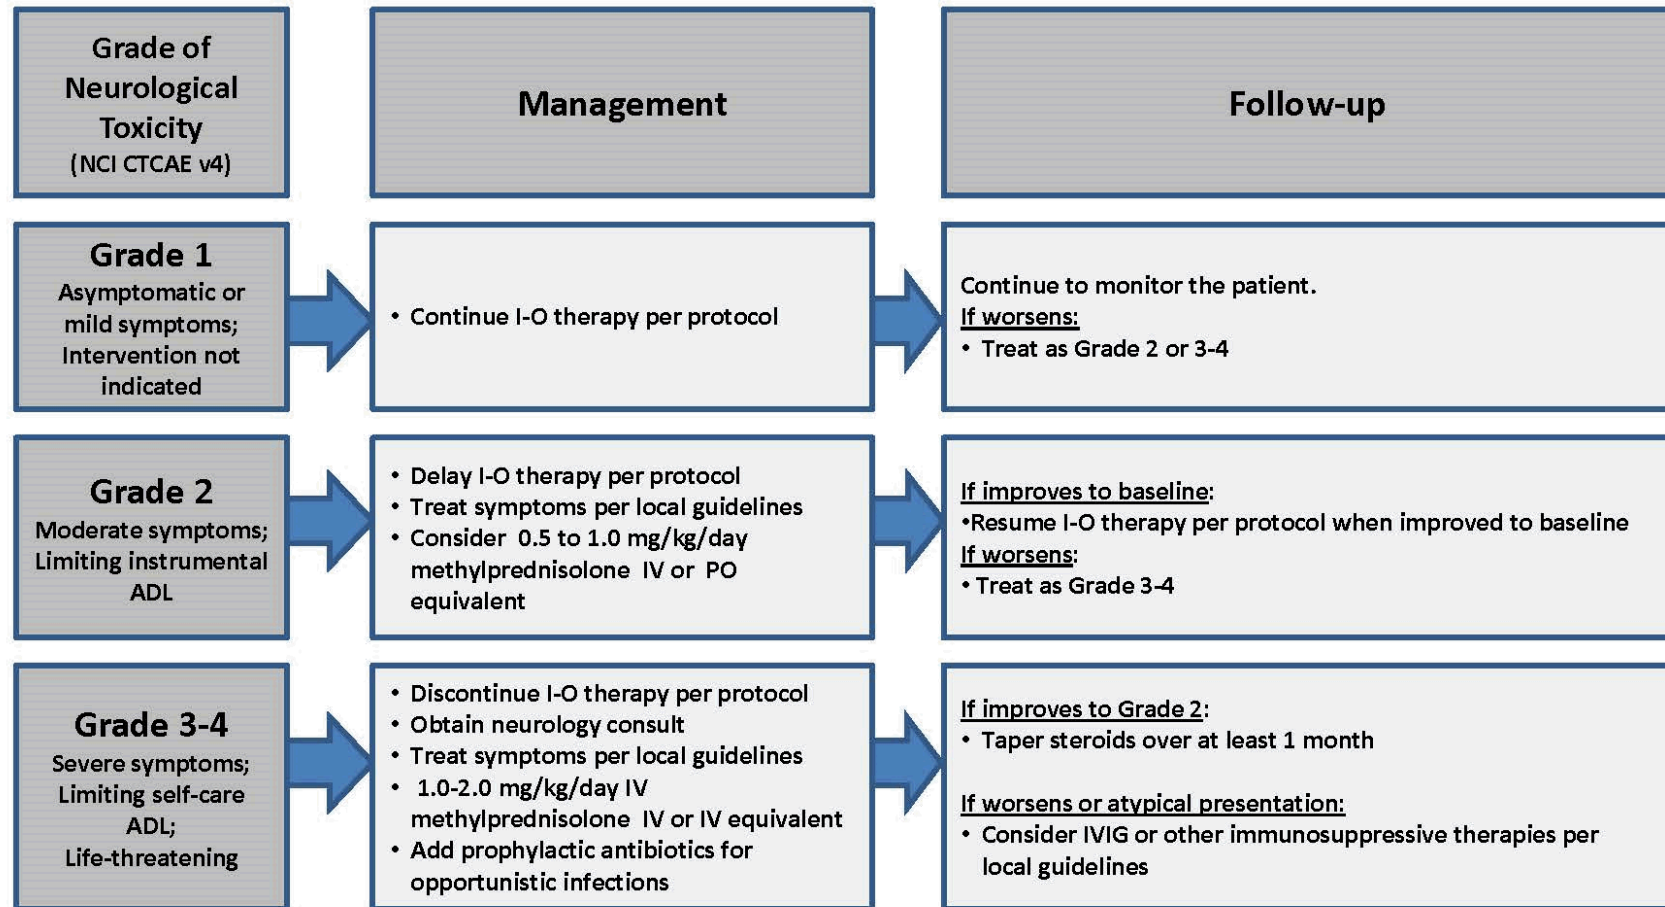 Grade of
Neurological
Toxicity
(NCI CTCAE v4)
Management
Follow-up
Grade 1
Asymptomatic or
mild symptoms;
Intervention not
indicated
• Continue I-O therapy per protocol
Continue to monitor the patient.
If worsens:
• Treat as Grade 2 or 3-4
Grade 2
Moderate symptoms;
Limiting instrumental
ADL
• Delay I-O therapy per protocol
• Treat symptoms per local guidelines
• Consider 0.5 to 1.0 mg/kg/day
methylprednisolone IV or PO
equivalent
If improves to baseline:
•Resume I-O therapy per protocol when improved to baseline
If worsens:
• Treat as Grade 3-4
Grade 3-4
Severe symptoms;
Limiting self-care
ADL;
Life-threatening
• Discontinue I-O therapy per protocol
• Obtain neurology consult
• Treat symptoms per local guidelines
• 1.0-2.0 mg/kg/day IV
methylprednisolone IV or IV equivalent
• Add prophylactic antibiotics for
opportunistic infections
If improves to Grade 2:
• Taper steroids over at least 1 month
If worsens or atypical presentation:
• Consider IVIG or other immunosuppressive therapies per
local guidelines